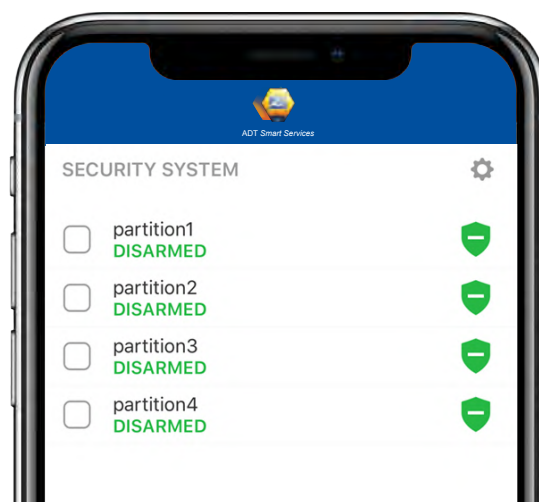 ADT Smart Services
SECURITY SYSTEM
partition1
DISARMED
partition2
DISARMED
partition3
DISARMED
partition4
DISARMED